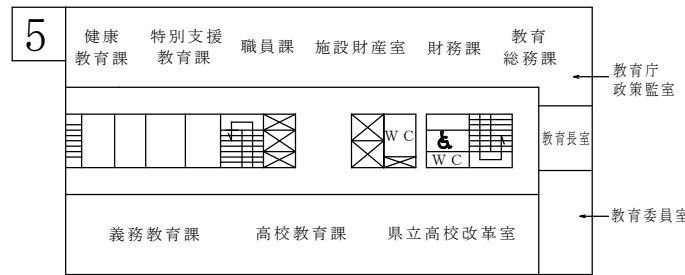 5
健康
教育課
特別支援
教育課
職員課
施設財産室
財務課
教育
総務課
教育庁
政策監室
WC
WC
教育長室
教育委員室
義務教育課
高校教育課
県立高校改革室